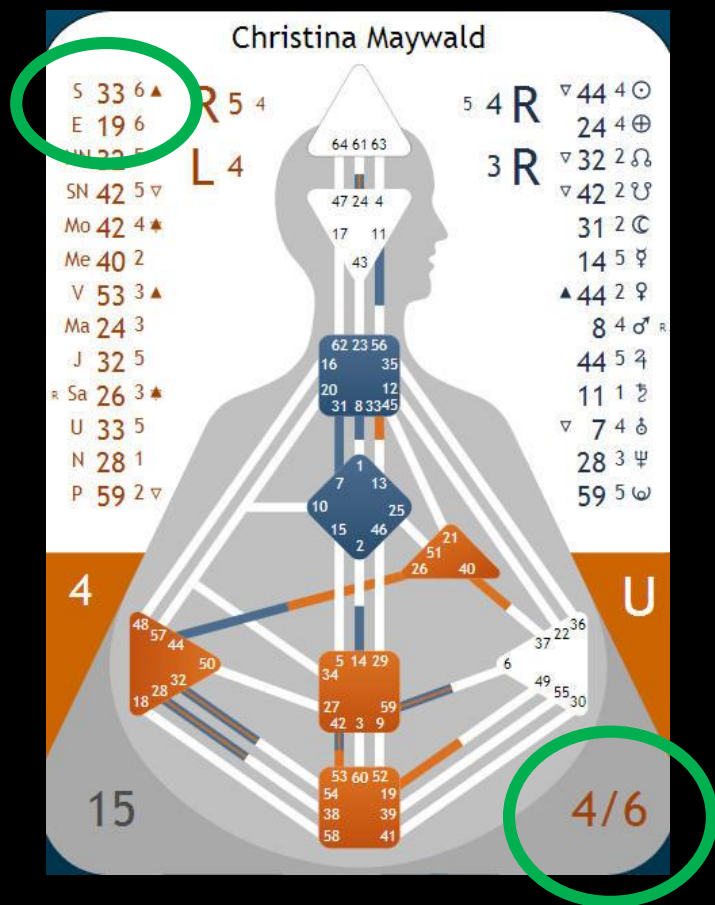 Christina Maywald
S 33 6 ▲
E 19 6
NN 32 5
SN 42 5 ▽
Mo 42 4 ✶
Me 40 2
V 53 3 ▲
Ma 24 3
J 32 5
R Sa 26 3 ✶
U 33 5
N 28 1
P 59 2 ▽
R 5 4
L 4
5 4 R
3 R
▽ 44 4 ☉
24 4 ⊕
▽ 32 2 ☊
▽ 42 2 ☋
31 2 ☾
14 5 ☿
▲ 44 2 ♀
8 4 ♂ R
44 5 ♃
11 1 ♄
▽ 7 4 ♅
28 3 ♆
59 5 ♇
64 61 63
47 24 4
17 11
43
62 23 56
16 35
20 12
31 8 33 45
1
7 13
10 25
15 46
2
21
51
26 40
4
U
48
57
44
50
32
28
18
5 14 29
34
27 59
42 3 9
36
22
37
6
49
55
30
53 60 52
54 19
38 39
58 41
15
4/6